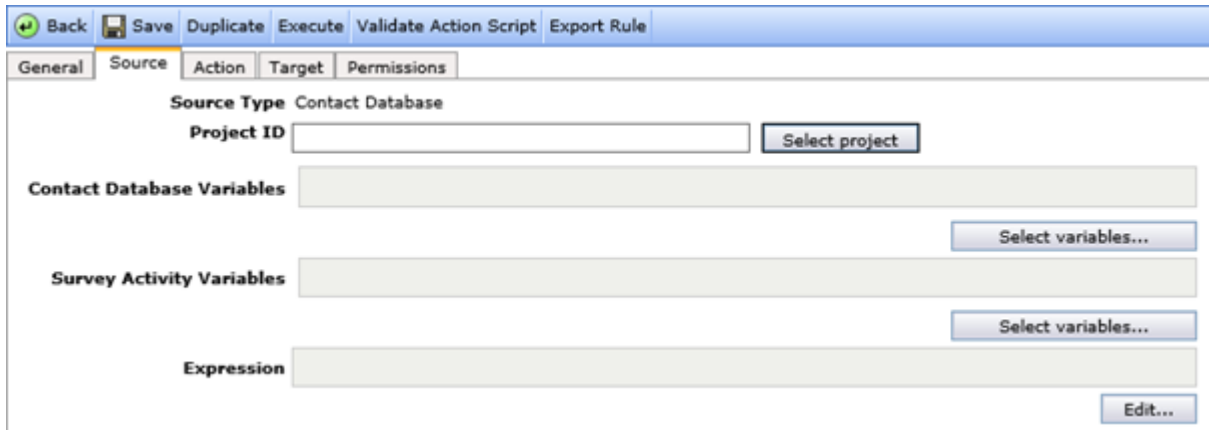 Back Save Duplicate Execute Validate Action Script Export Rule
General Source Action Target Permissions
Source Type Contact Database
Project ID Select project
Contact Database Variables
Select variables...
Survey Activity Variables
Select variables...
Expression
Edit...